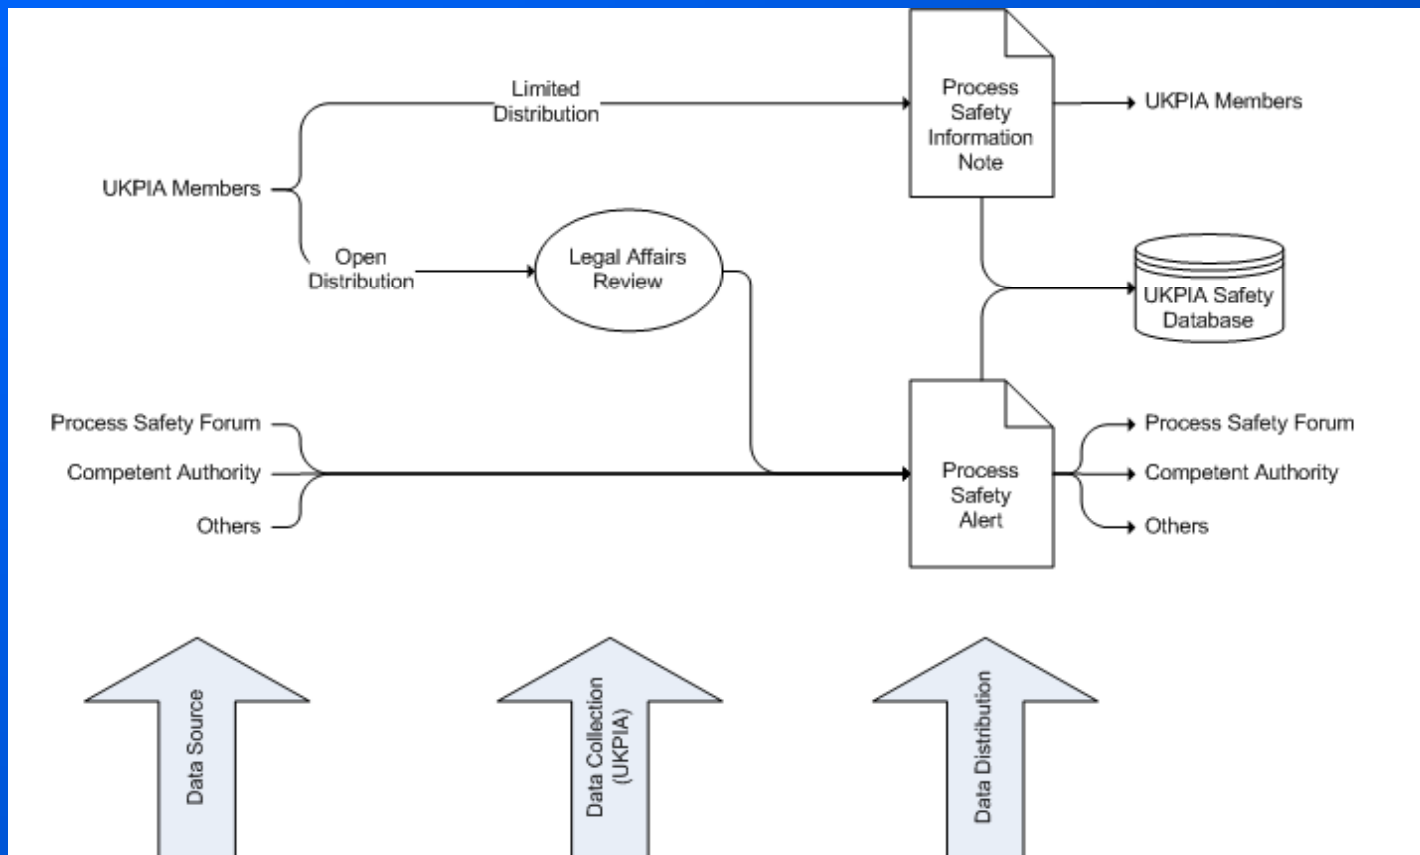 Limited
Distribution
Process
Safety
Information
Note
UKPIA Members
UKPIA Members
Open
Distribution
Legal Affairs
Review
UKPIA Safety
Database
Process Safety Forum
Competent Authority
Others
Process
Safety
Alert
Process Safety Forum
Competent Authority
Others
Data Source
Data Collection
(UKPIA)
Data Distribution